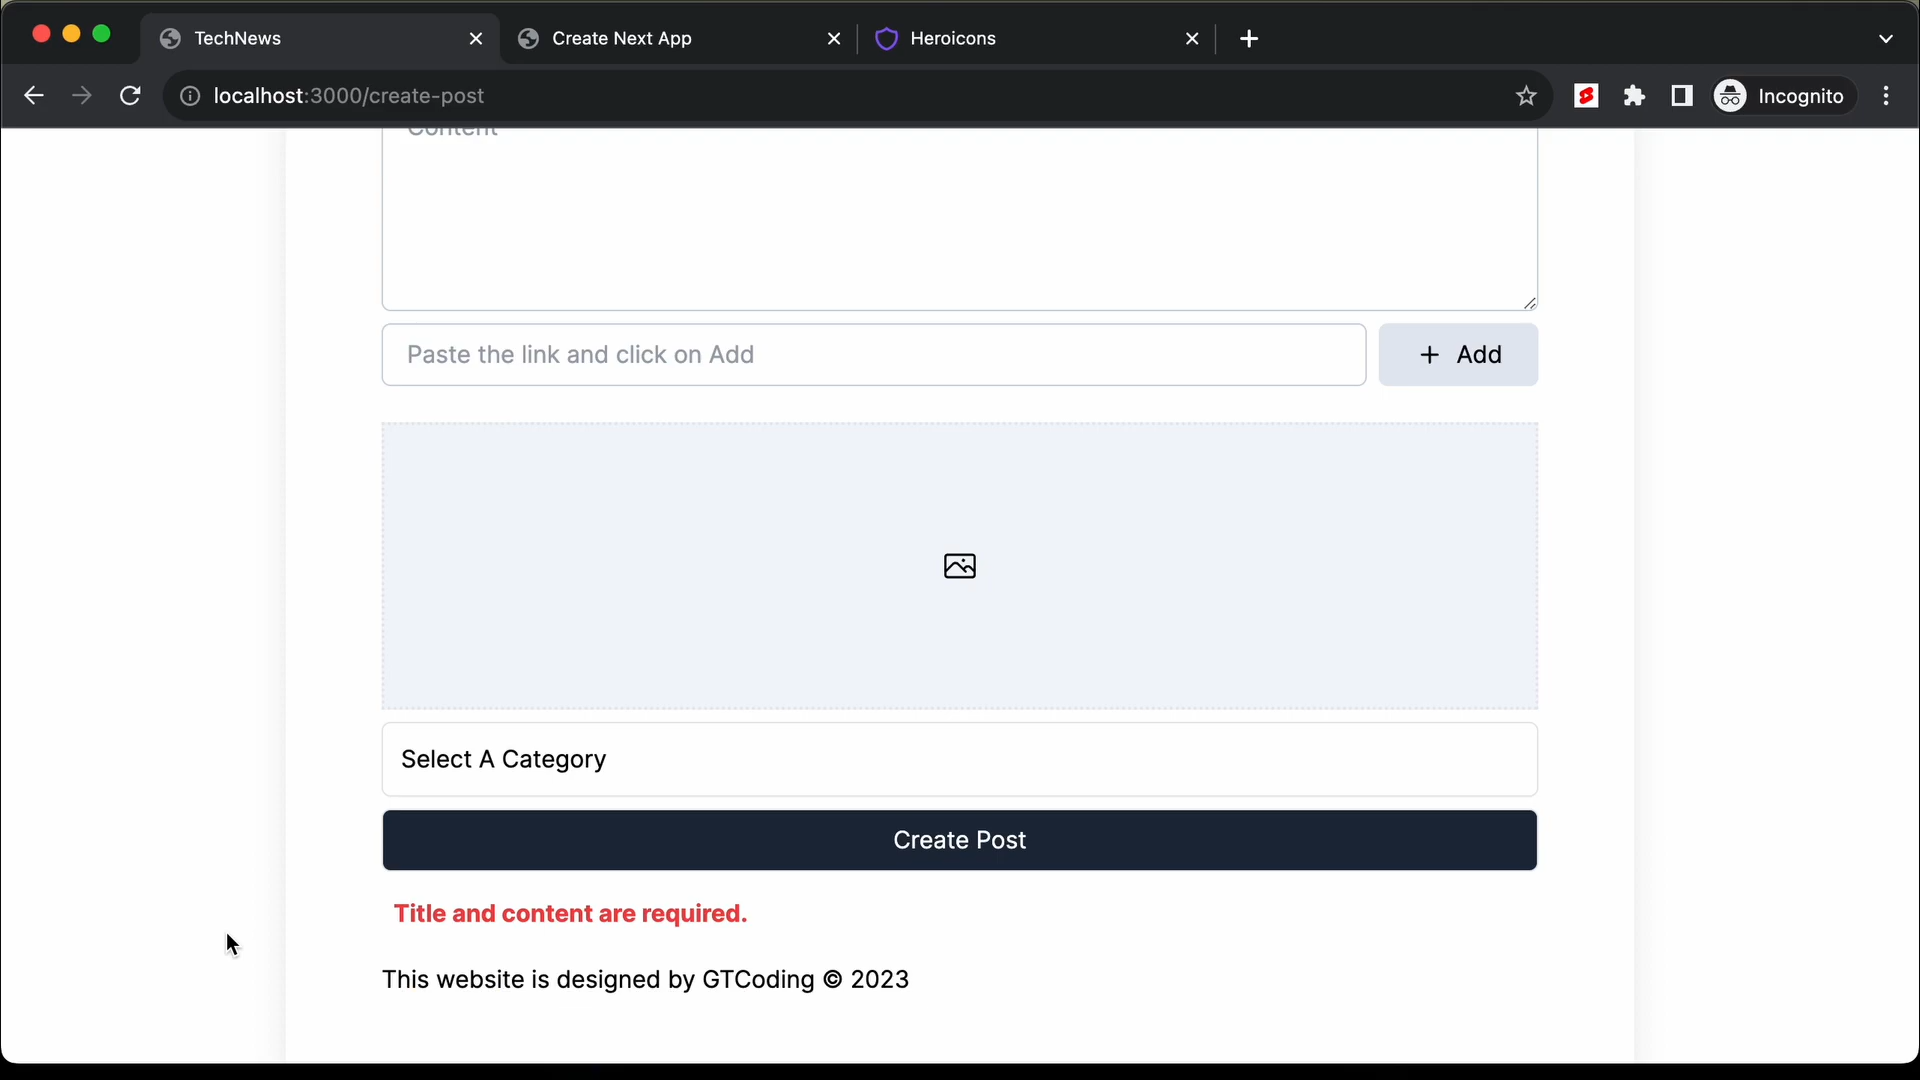 TechNews
Create Next App
Heroicons
localhost:3000/create-post
Incognito
Content
Paste the link and click on Add
Add
Select A Category
Create Post
Title and content are required.
This website is designed by GTCoding © 2023